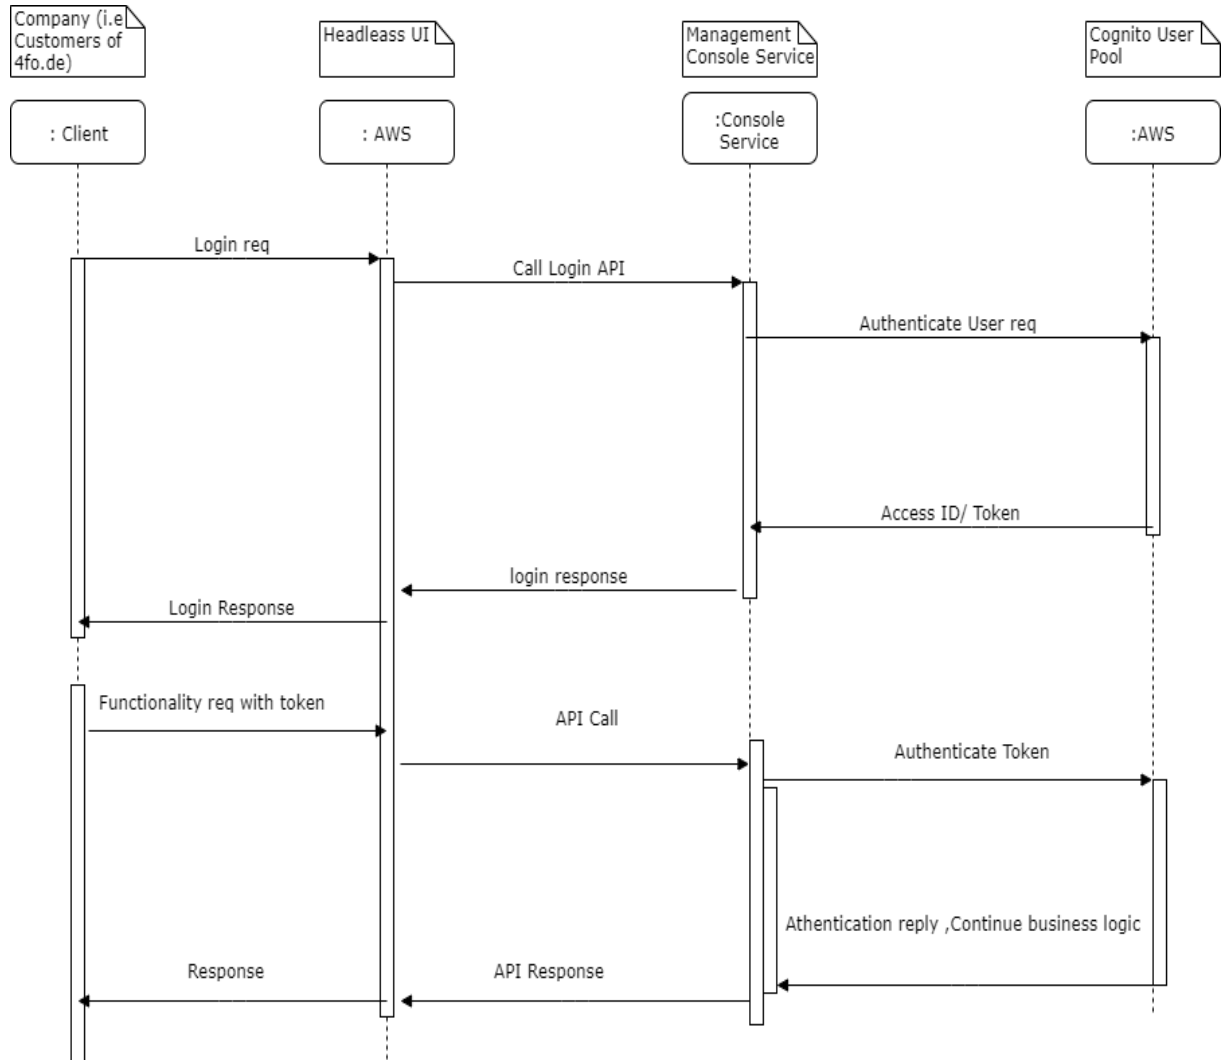 Company (i.e
Customers of
4fo.de)
Headleass UI
Management
Console Service
Cognito User
Pool
: Client
: AWS
:Console
Service
:AWS
Login req
Call Login API
Authenticate User req
Access ID/ Token
login response
Login Response
Functionality req with token
API Call
Authenticate Token
Athentication reply ,Continue business logic
Response
API Response